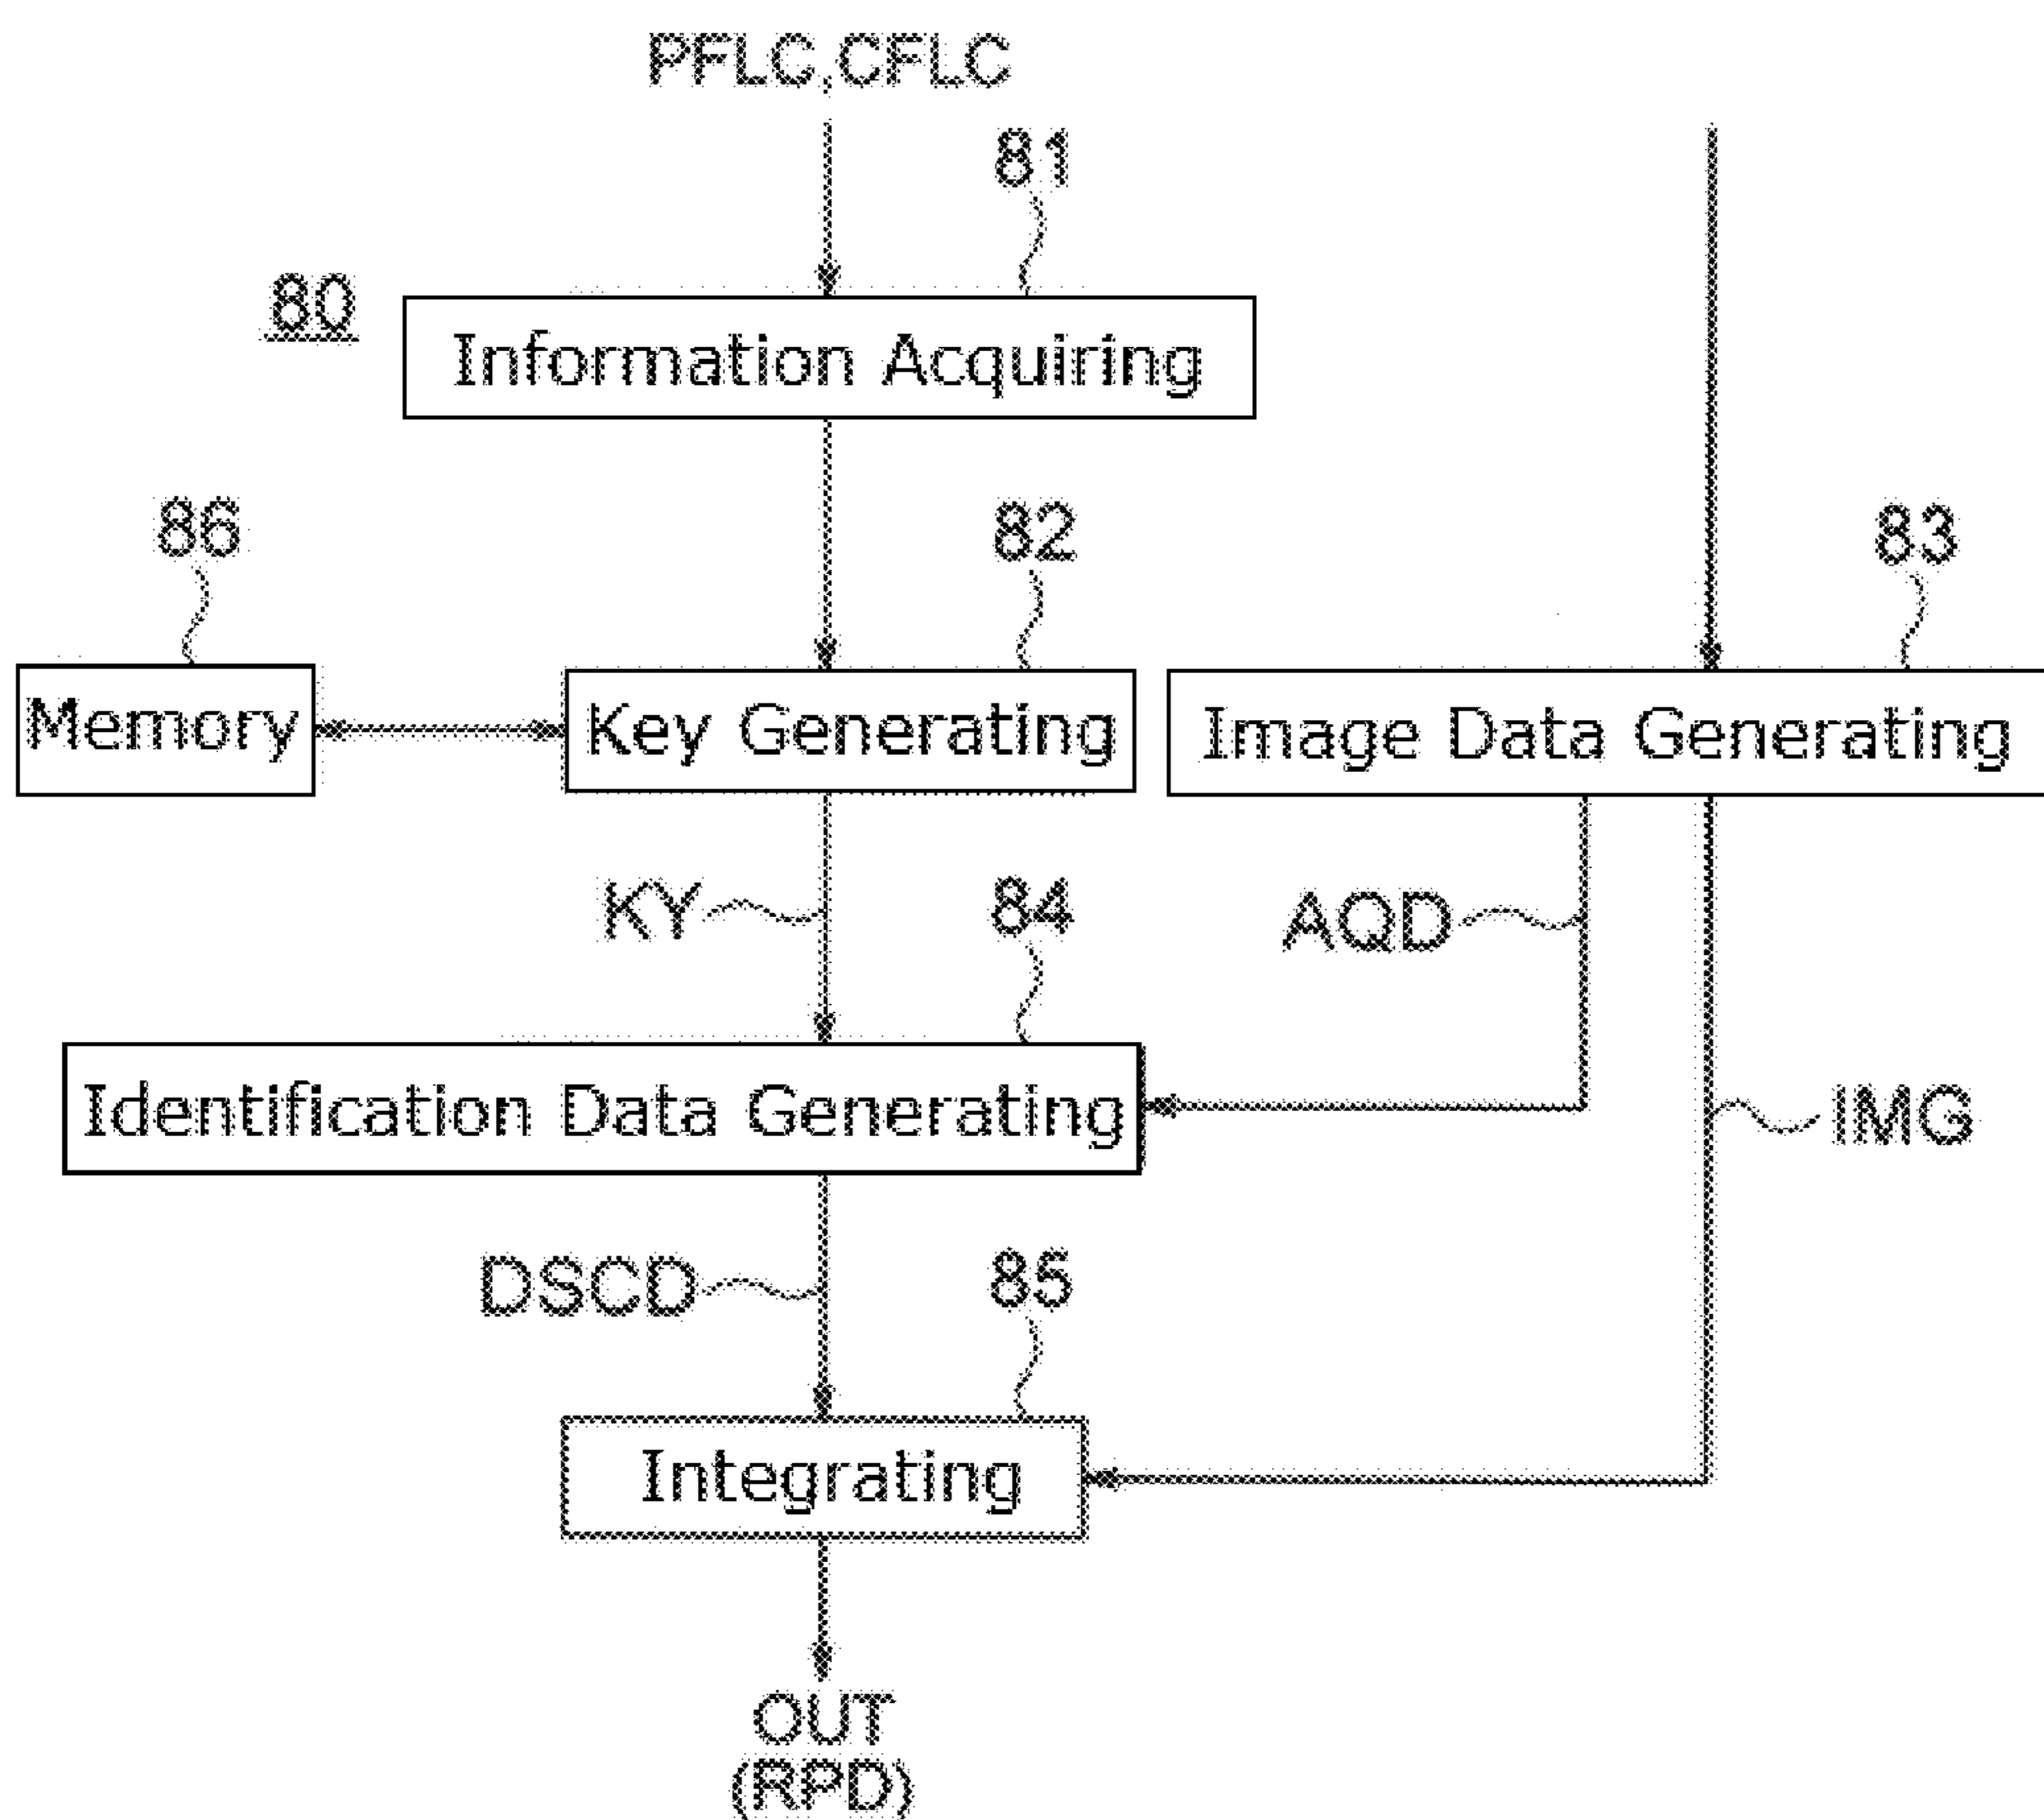 PFLC,CFLC
81
80
Information Acquiring
86
82
83
Memory
Key Generating
Image Data Generating
KY
84
AQD
Identification Data Generating
IMG
DSCD
85
Integrating
OUT
(RPD)